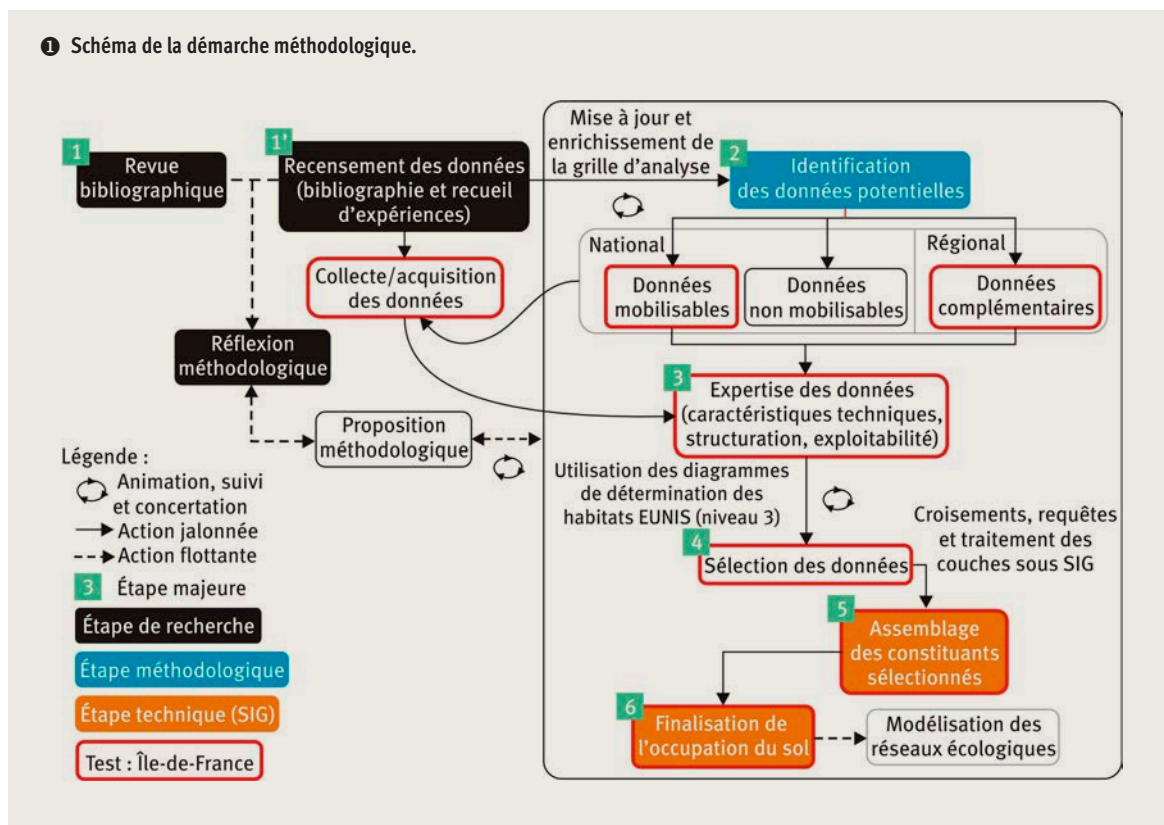 ❶ Schéma de la démarche méthodologique.
1
Revue
bibliographique
1'
Recensement des données
(bibliographie et recueil
d'expériences)
Mise à jour et
enrichissement de
la grille d'analyse
2
Identification
des données potentielles
Collecte/acquisition
des données
National
Données
mobilisables
Données
non mobilisables
Régional
Données
complémentaires
Réflexion
méthodologique
3
Expertise des données
(caractéristiques techniques,
structuration, exploitabilité)
Proposition
méthodologique
Utilisation des diagrammes
de détermination des
habitats EUNIS (niveau 3)
Croisements, requêtes
et traitement des
couches sous SIG
4
Sélection des données
5
Assemblage
des constituants
sélectionnés
6
Finalisation de
l'occupation du sol
Modélisation des
réseaux écologiques
Légende :
Animation, suivi
et concertation
Action jalonnée
Action flottante
3 Étape majeure
Étape de recherche
Étape méthodologique
Étape technique (SIG)
Test : Île-de-France